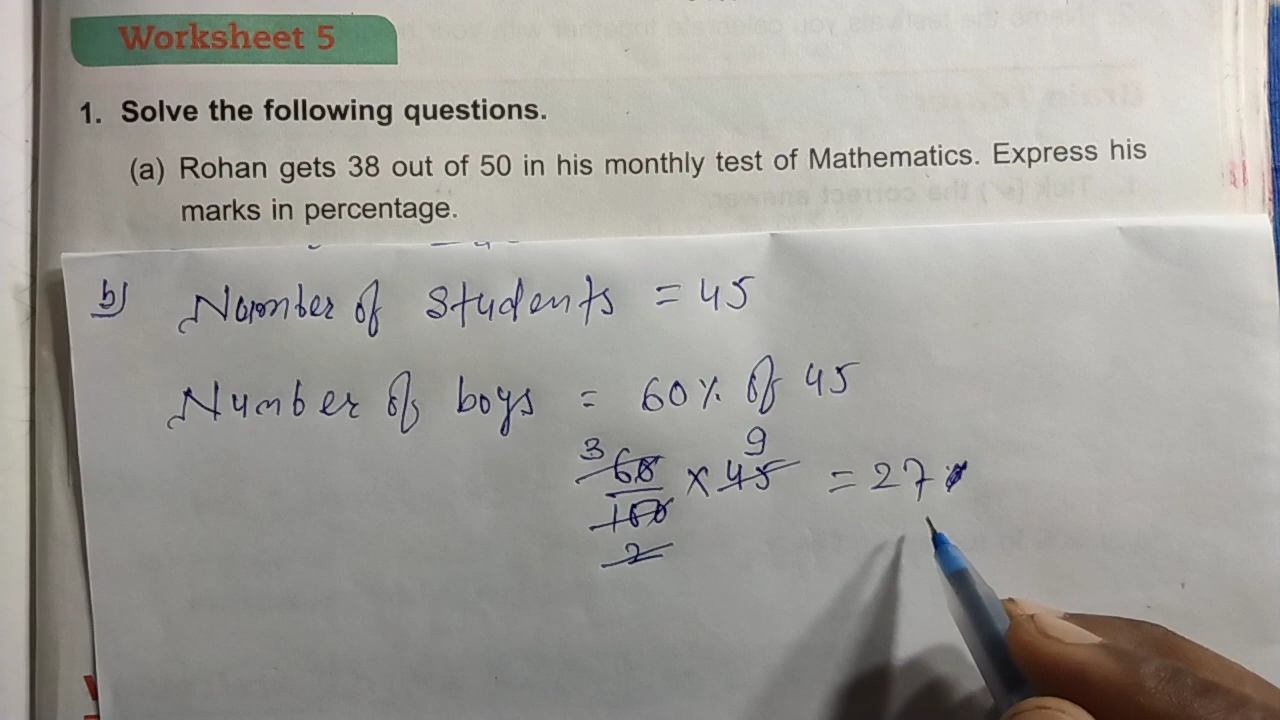 Worksheet 5
1. Solve the following questions.
(a) Rohan gets 38 out of 50 in his monthly test of Mathematics. Express his
marks in percentage.
b) Number of students = 45
Number of boys = 60% of 45
3 9
60 × 45 = 27
100
2